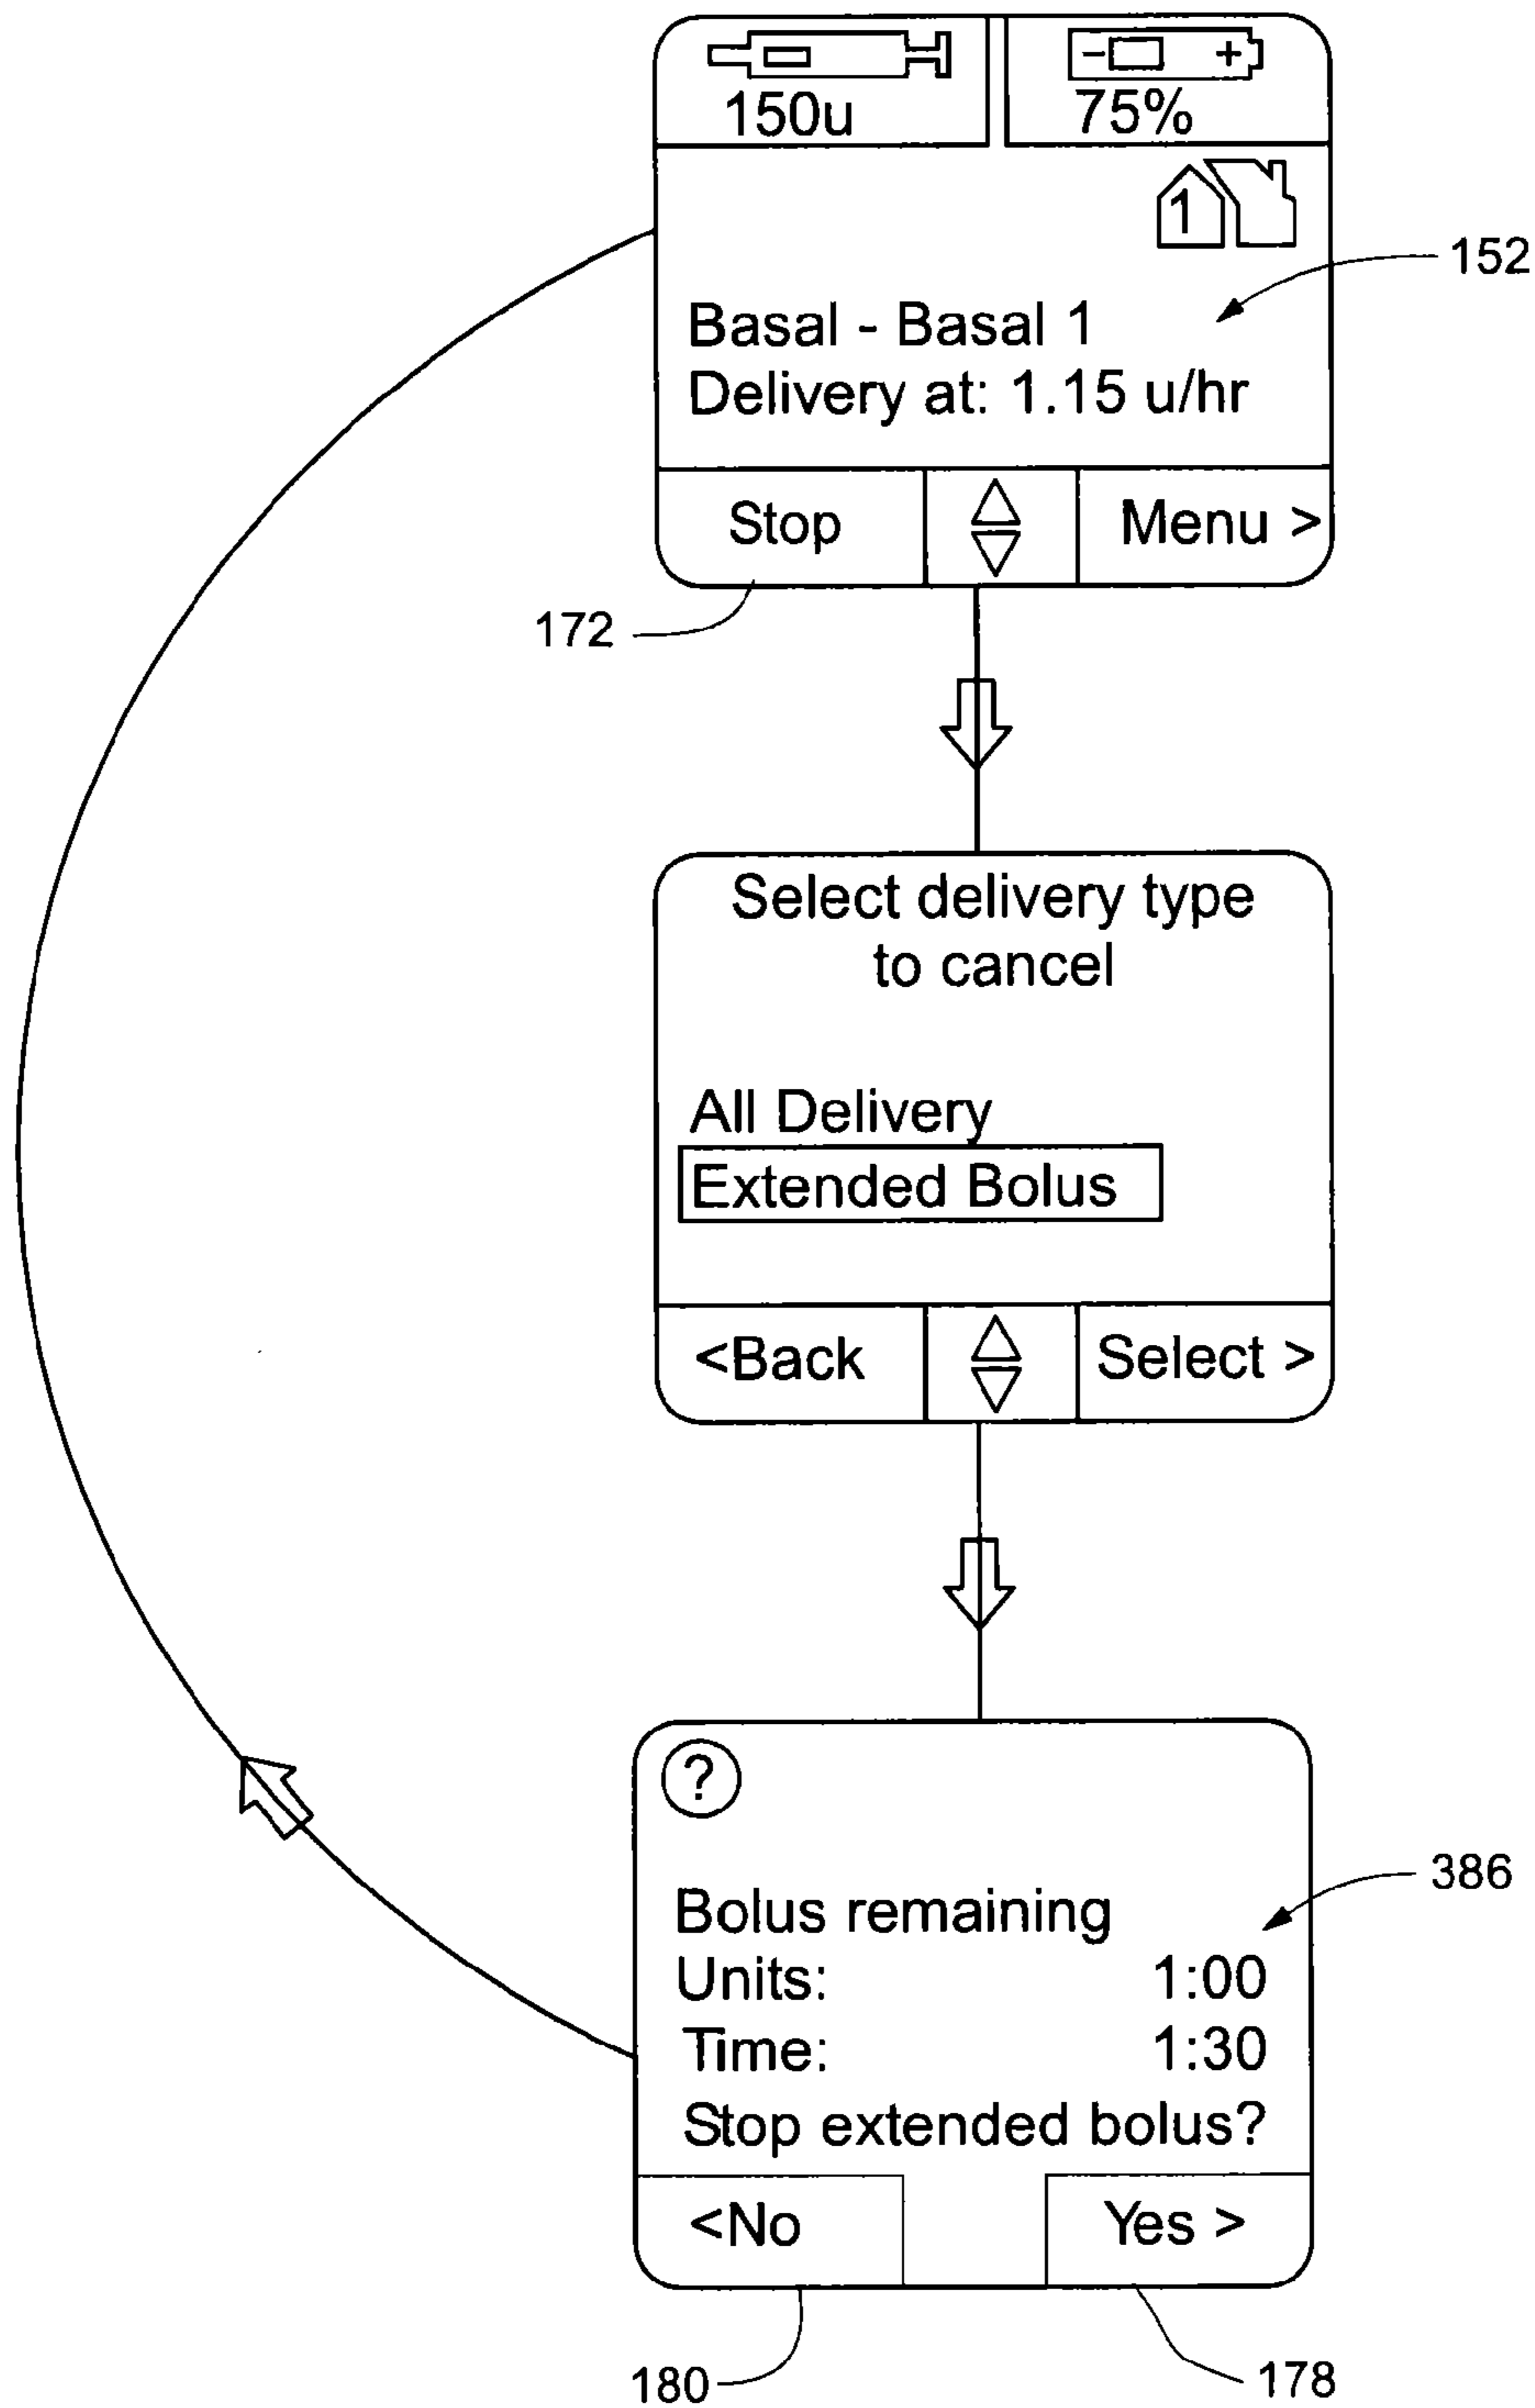 150u
75%
1
152
Basal - Basal 1
Delivery at: 1.15 u/hr
Stop
Menu >
172
Select delivery type
to cancel
All Delivery
Extended Bolus
<Back
Select >
?
386
Bolus remaining
Units: 1:00
Time: 1:30
Stop extended bolus?
<No
Yes >
180
178